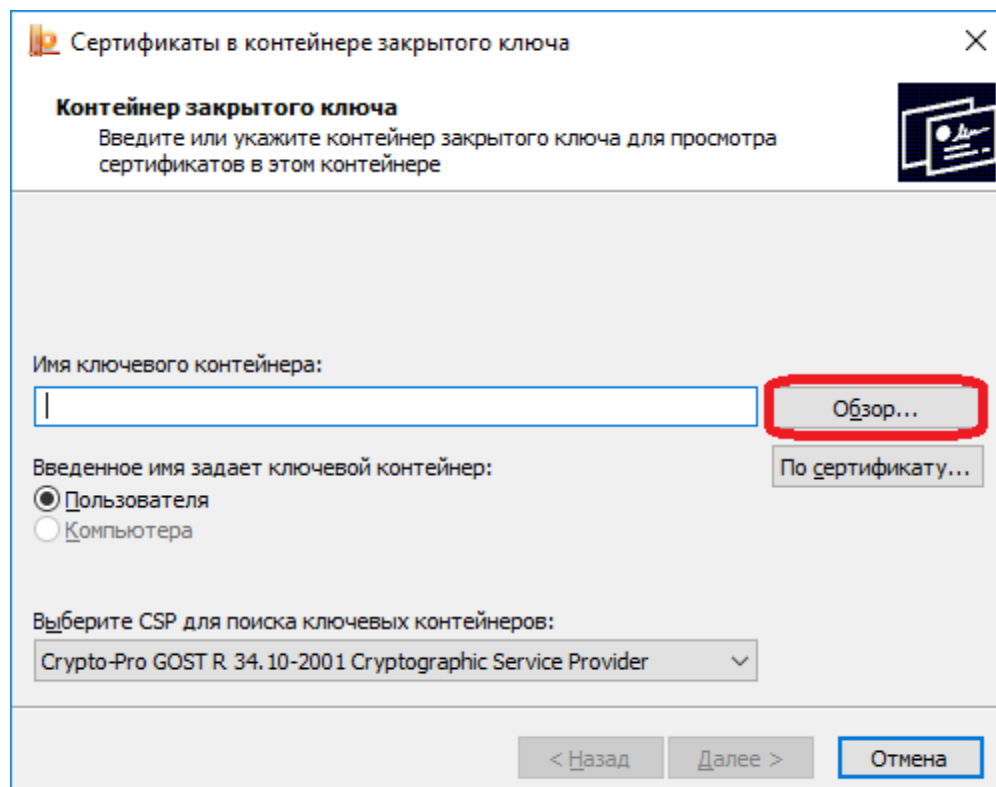 Сертификаты в контейнере закрытого ключа
Контейнер закрытого ключа
Введите или укажите контейнер закрытого ключа для просмотра
сертификатов в этом контейнере
Имя ключевого контейнера:
Обзор...
Введенное имя задает ключевой контейнер:
По сертификату...
Пользователя
Компьютера
Выберите CSP для поиска ключевых контейнеров:
Crypto-Pro GOST R 34.10-2001 Cryptographic Service Provider
< Назад
Далее >
Отмена